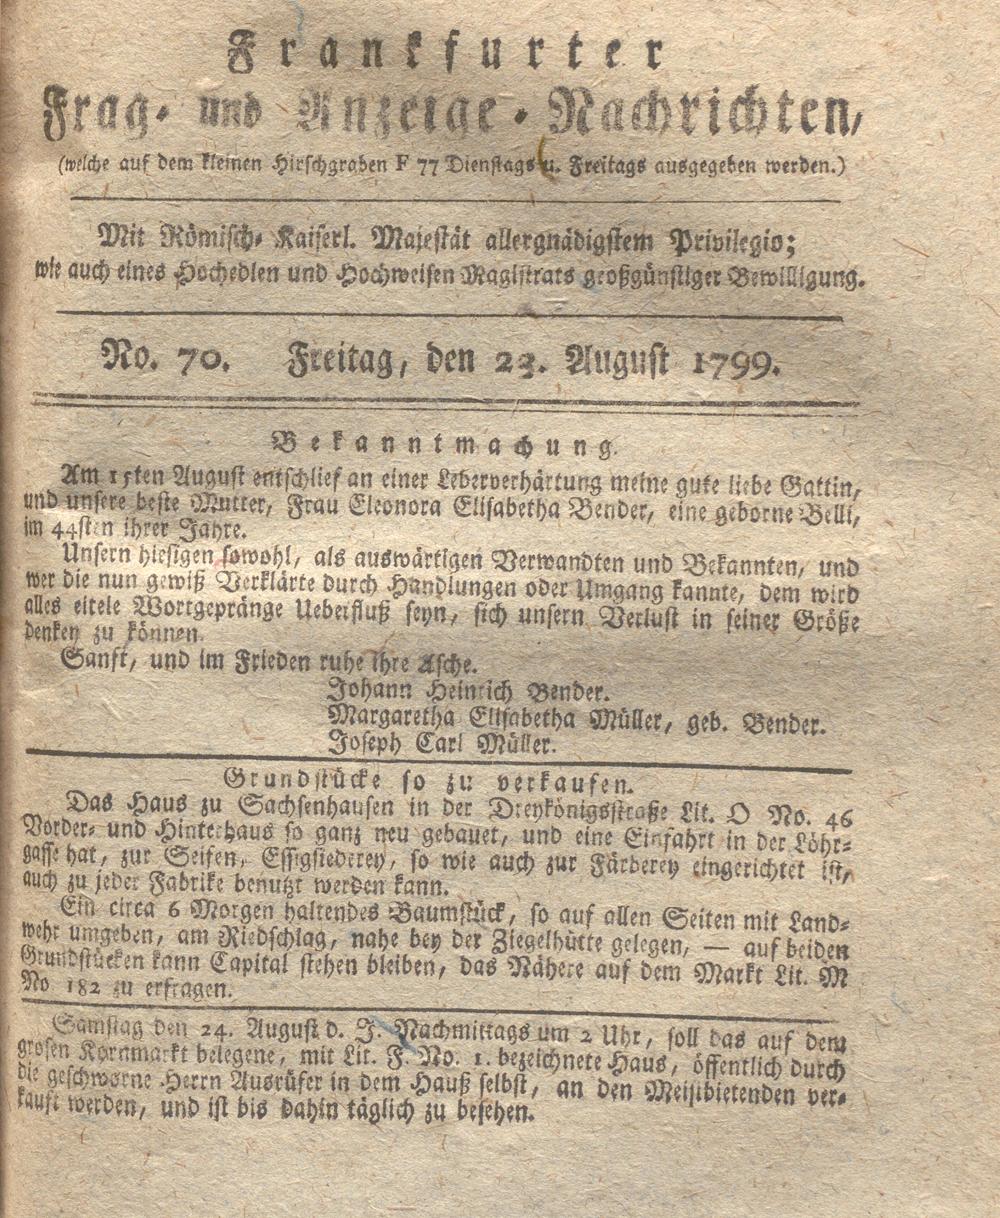 Frankfurter
Frag- und Anzeige-Nachrichten,
(welche auf dem kleinen Hirschgraben F 77 Dienstags u. Freitags ausgegeben werden.)
Mit Römisch- Kaiserl. Majestät allergnädigstem Privilegio;
wie auch eines Hochedlen und Hochweisen Magistrats großgünstiger Bewilligung.
No. 70. Freitag, den 23. August 1799.
Bekanntmachung.
Am 15ten August entschlief an einer Leberverhärtung meine gute liebe Gattin,
und unsere beste Mutter, Frau Eleonora Elisabetha Bender, eine geborne Belli,
im 44sten ihrer Jahre.
Unsern hiesigen sowohl, als auswärtigen Verwandten und Bekannten, und
wer die nun gewiß Verklärte durch Handlungen oder Umgang kannte, dem wird
alles eitele Wortgepränge Ueberfluß seyn, sich unsern Verlust in seiner Größe
denken zu können.
Sanft, und im Frieden ruhe ihre Asche.
Johann Heinrich Bender.
Margaretha Elisabetha Müller, geb. Bender.
Joseph Carl Müller.
Grundstücke so zu verkaufen.
Das Haus zu Sachsenhausen in der Dreykönigsstraße Lit. O No. 46
Vorder- und Hinterhaus so ganz neu gebauet, und eine Einfahrt in der Löhr-
gasse hat, zur Seifen, Essigsiederey, so wie auch zur Färberey eingerichtet ist,
auch zu jeder Fabrike benutzt werden kann.
Ein circa 6 Morgen haltendes Baumstück, so auf allen Seiten mit Land-
wehr umgeben, am Riedschlag, nahe bey der Ziegelhütte gelegen, — auf beiden
Grundstücken kann Capital stehen bleiben, das Nähere auf dem Markt Lit. M
No 182 zu erfragen.
Samstag den 24. August d. J. Nachmittags um 2 Uhr, soll das auf dem
grosen Kornmarkt belegene, mit Lit. F. No. 1. bezeichnete Haus, öffentlich durch
die geschworne Herrn Ausrüfer in dem Hauß selbst, an den Meistbietenden ver-
kauft werden, und ist bis dahin täglich zu besehen.